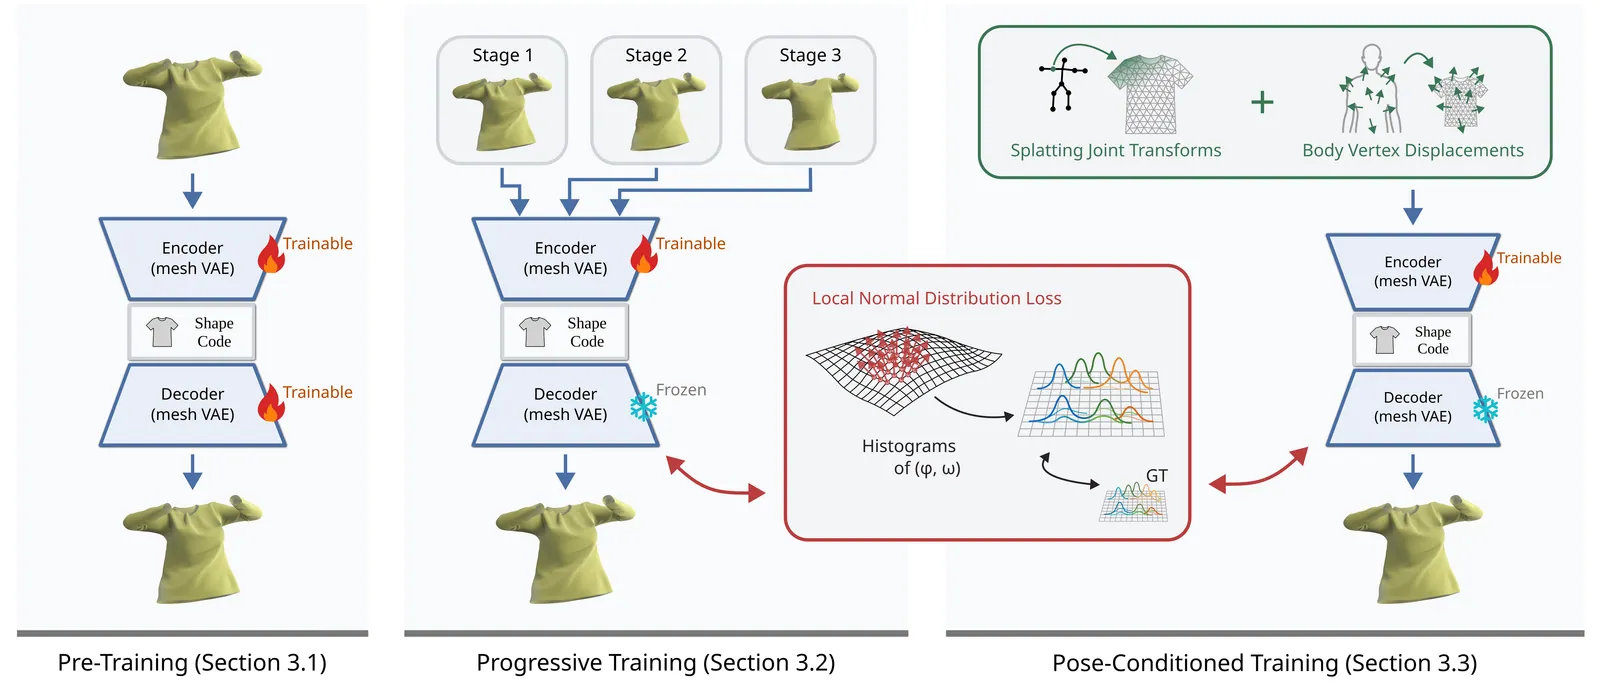 Encoder
(mesh VAE)
Trainable
Shape
Code
Decoder
(mesh VAE)
Trainable
Pre-Training (Section 3.1)
Stage 1
Stage 2
Stage 3
Encoder
(mesh VAE)
Trainable
Shape
Code
Decoder
(mesh VAE)
Frozen
Progressive Training (Section 3.2)
Local Normal Distribution Loss
Histograms
of (φ, ω)
GT
Splatting Joint Transforms
+
Body Vertex Displacements
Encoder
(mesh VAE)
Trainable
Shape
Code
Decoder
(mesh VAE)
Frozen
Pose-Conditioned Training (Section 3.3)